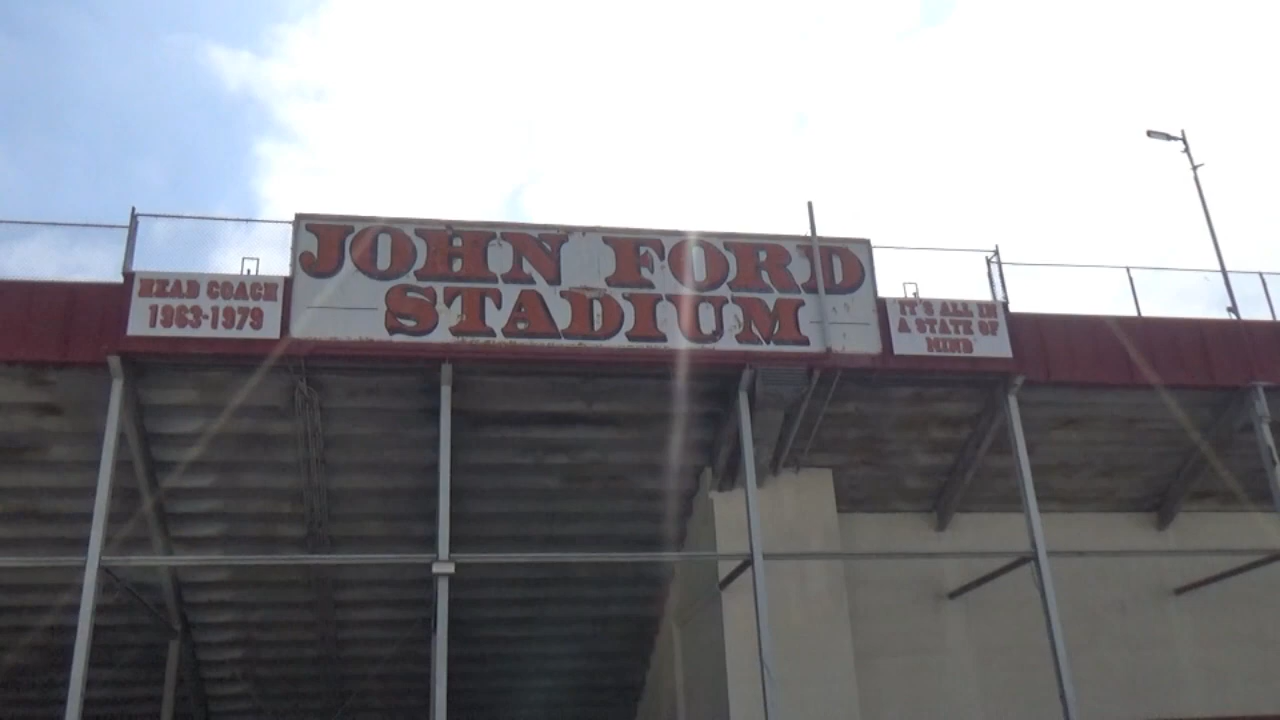 HEAD COACH
1963-1979
JOHN FORD
STADIUM
IT'S ALL IN
A STATE OF
MIND